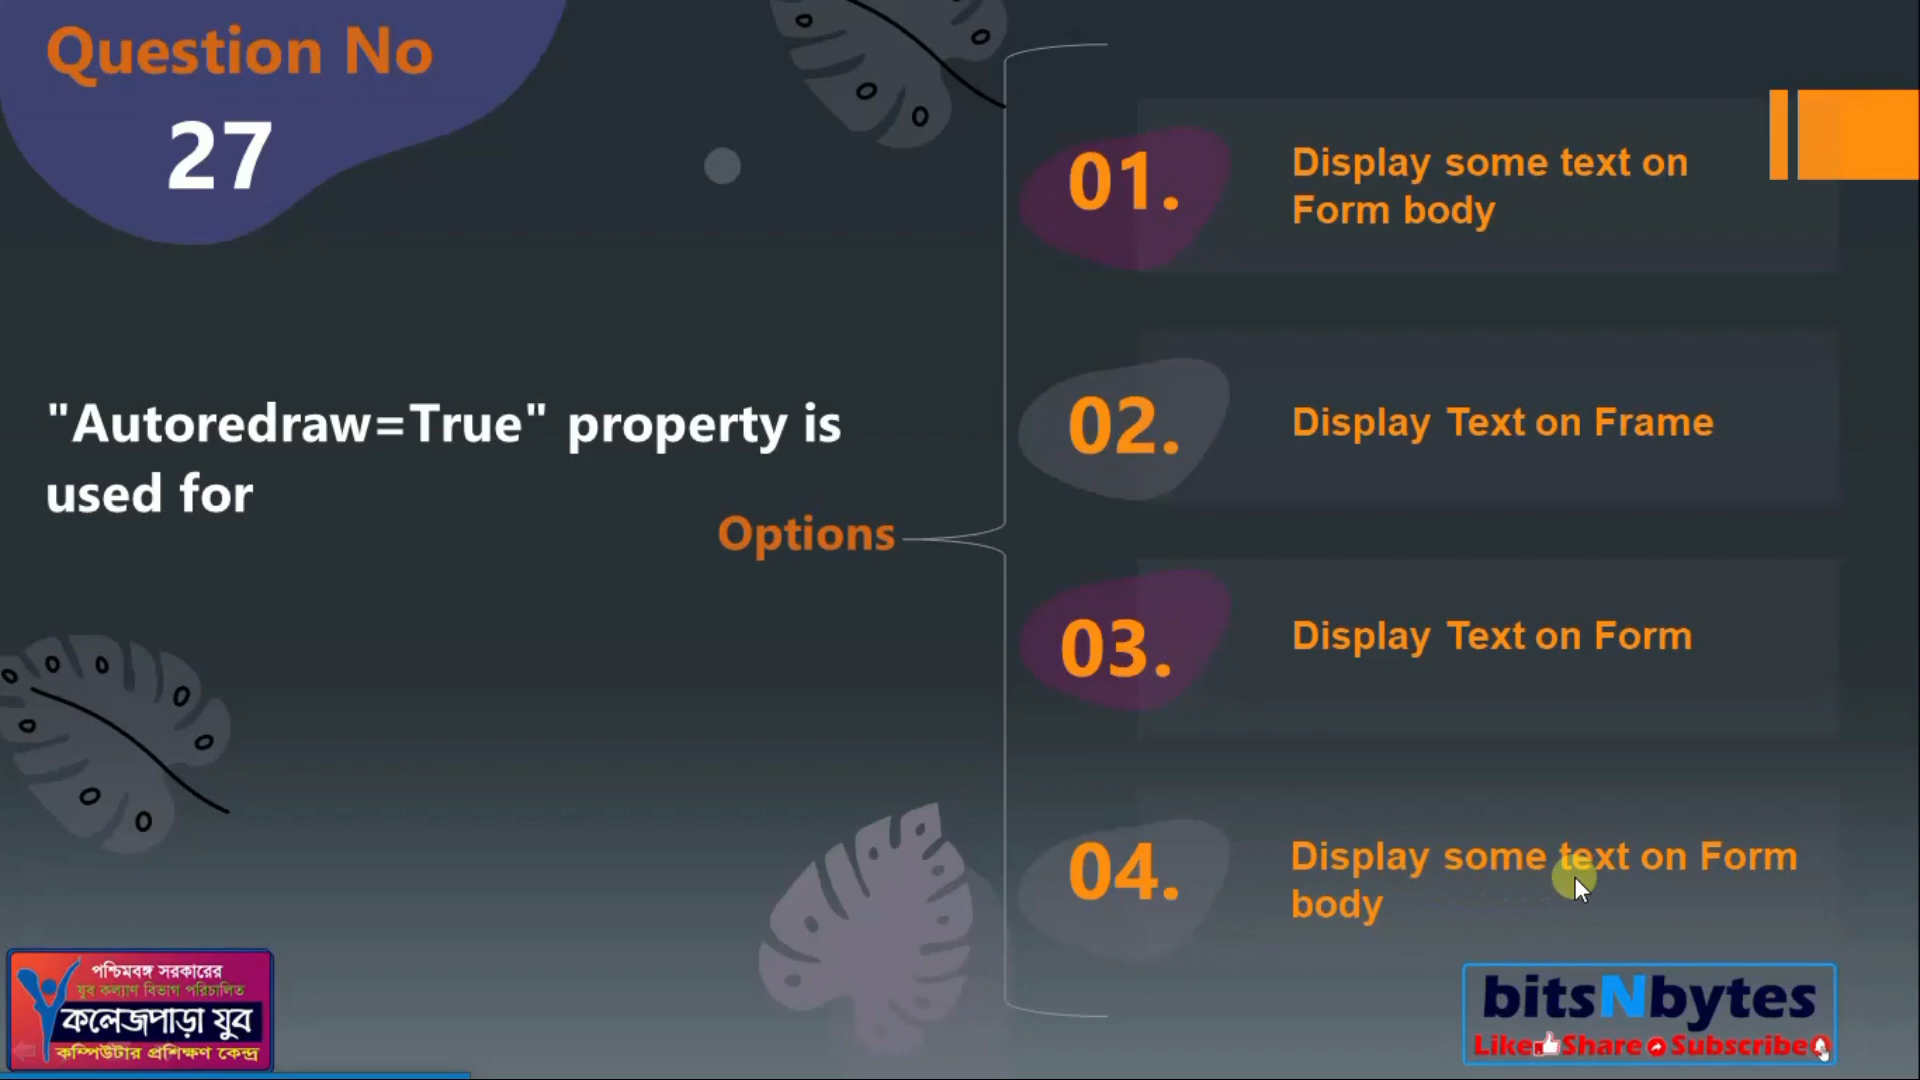 Question No
27
"Autoredraw=True" property is
used for
Options
01.
Display some text on
Form body
02.
Display Text on Frame
03.
Display Text on Form
04.
Display some text on Form
body
পশ্চিমবঙ্গ সরকারের
যুব কল্যাণ বিভাগ পরিচালিত
কলেজপাড়া যুব
কম্পিউটার প্রশিক্ষণ কেন্দ্র
bitsNbytes
Like Share Subscribe